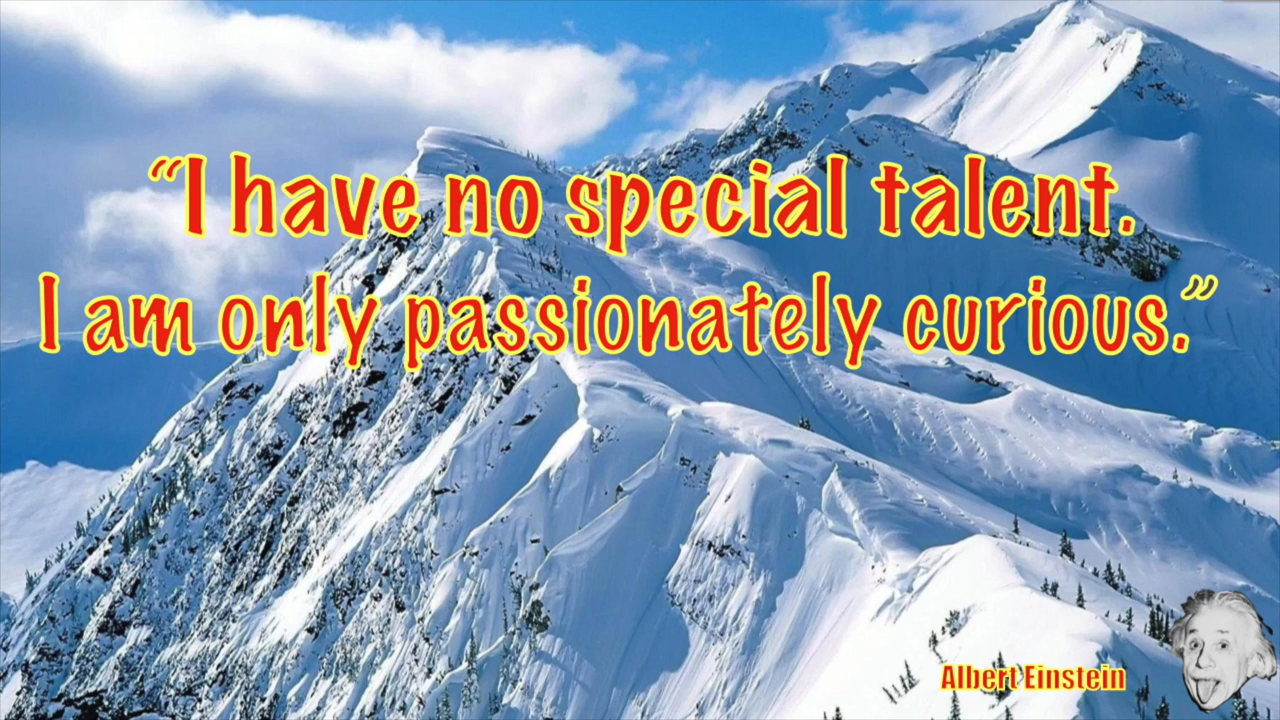 “I have no special talent.
I am only passionately curious.”
Albert Einstein